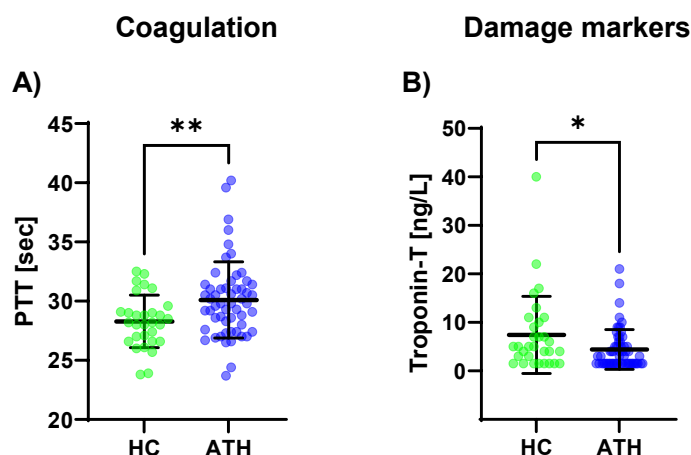 Coagulation
Damage markers
A)
B)
PTT [sec]
45
40
35
30
25
20
**
HC
ATH
Troponin-T [ng/L]
50
40
30
20
10
0
*
HC
ATH